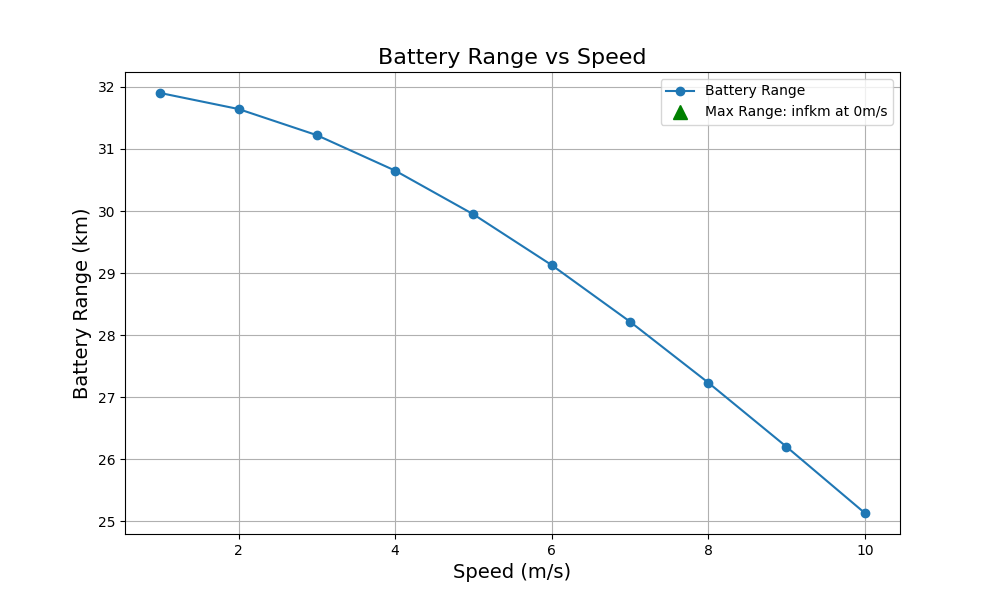 Battery Range vs Speed
Battery Range
Max Range: infkm at 0m/s
Battery Range (km)
32
31
30
29
28
27
26
25
2
4
6
8
10
Speed (m/s)